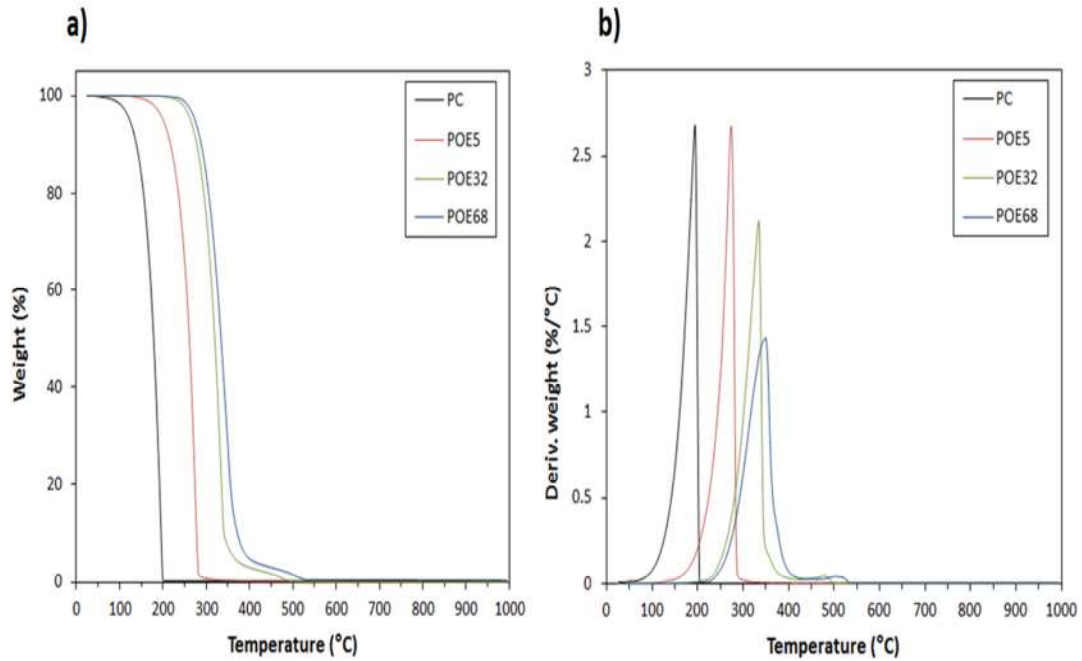 a)
100
80
60
40
20
0
Weight (%)
0 100 200 300 400 500 600 700 800 900 1000
Temperature (°C)
PC
POE5
POE32
POE68
b)
3
2.5
2
1.5
1
0.5
0
Deriv. weight (%/°C)
0 100 200 300 400 500 600 700 800 900 1000
Temperature (°C)
PC
POE5
POE32
POE68